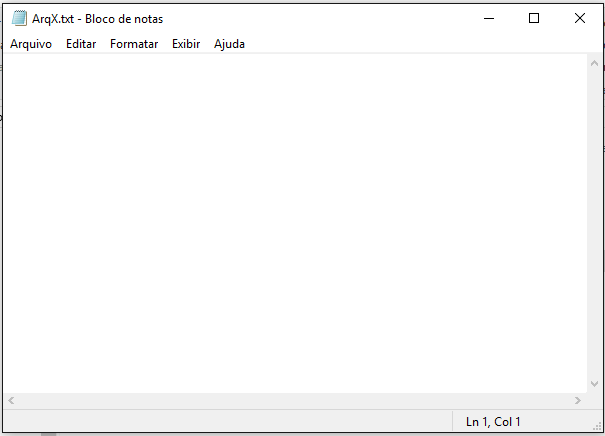 ArqX.txt - Bloco de notas
Arquivo Editar Formatar Exibir Ajuda
Ln 1, Col 1